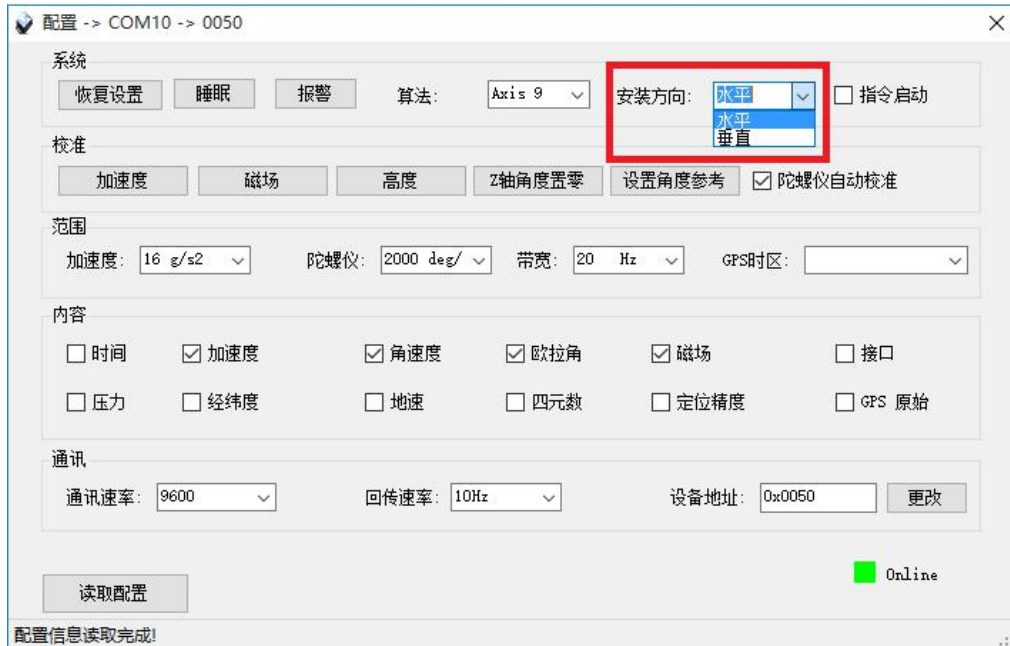 配置 -> COM10 -> 0050
系统
恢复设置 睡眠 报警 算法: Axis 9 安装方向: 水平 指令启动
水平
垂直
校准
加速度 磁场 高度 Z轴角度置零 设置角度参考 陀螺仪自动校准
范围
加速度: 16 g/s2 陀螺仪: 2000 deg/ 带宽: 20 Hz GPS时区:
内容
时间 加速度 角速度 欧拉角 磁场 接口
压力 经纬度 地速 四元数 定位精度 GPS 原始
通讯
通讯速率: 9600 回传速率: 10Hz 设备地址: 0x0050 更改
Online
读取配置
配置信息读取完成!